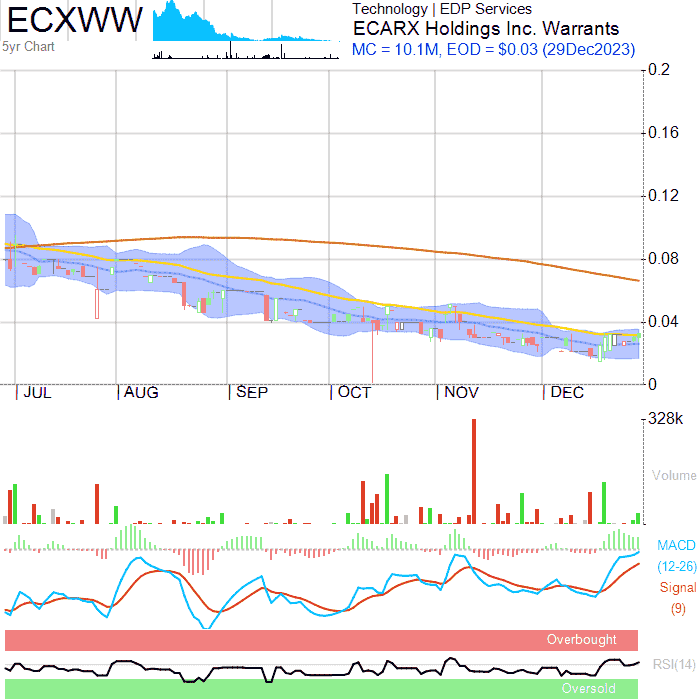 ECXWW
5yr Chart
Technology | EDP Services
ECARX Holdings Inc. Warrants
MC = 10.1M, EOD = $0.03 (29Dec2023)
0.2
0.16
0.12
0.08
0.04
0
JUL
AUG
SEP
OCT
NOV
DEC
328k
Volume
MACD
(12-26)
Signal
(9)
Overbought
RSI(14)
Oversold